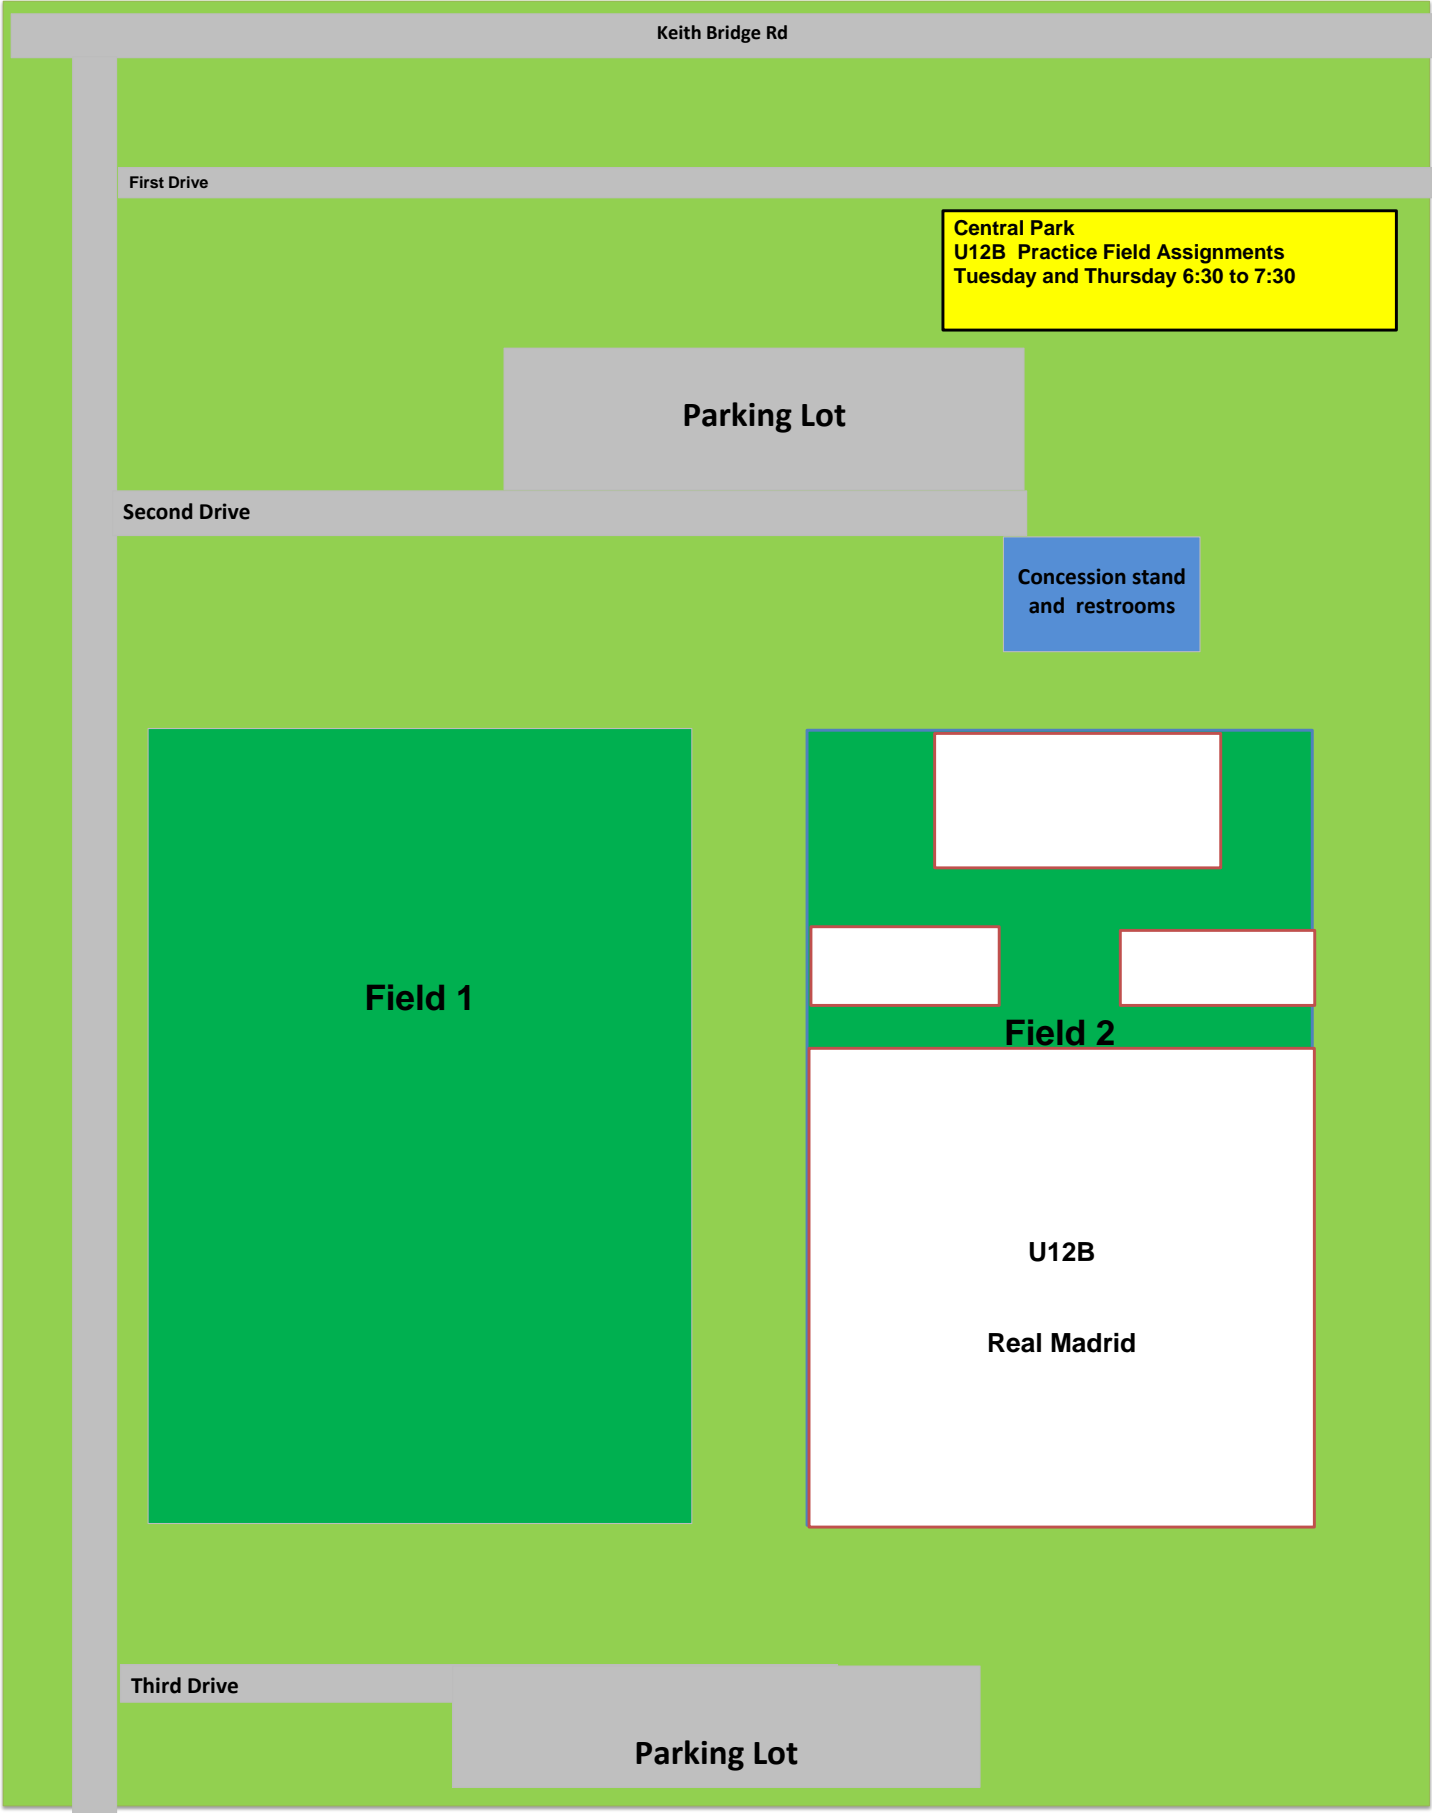 Keith Bridge Rd
First Drive
Central Park
U12B  Practice Field Assignments
Tuesday and Thursday 6:30 to 7:30
Parking Lot
Second Drive
Concession stand
and  restrooms
Field 1
Field 2
U12B
Real Madrid
Third Drive
Parking Lot